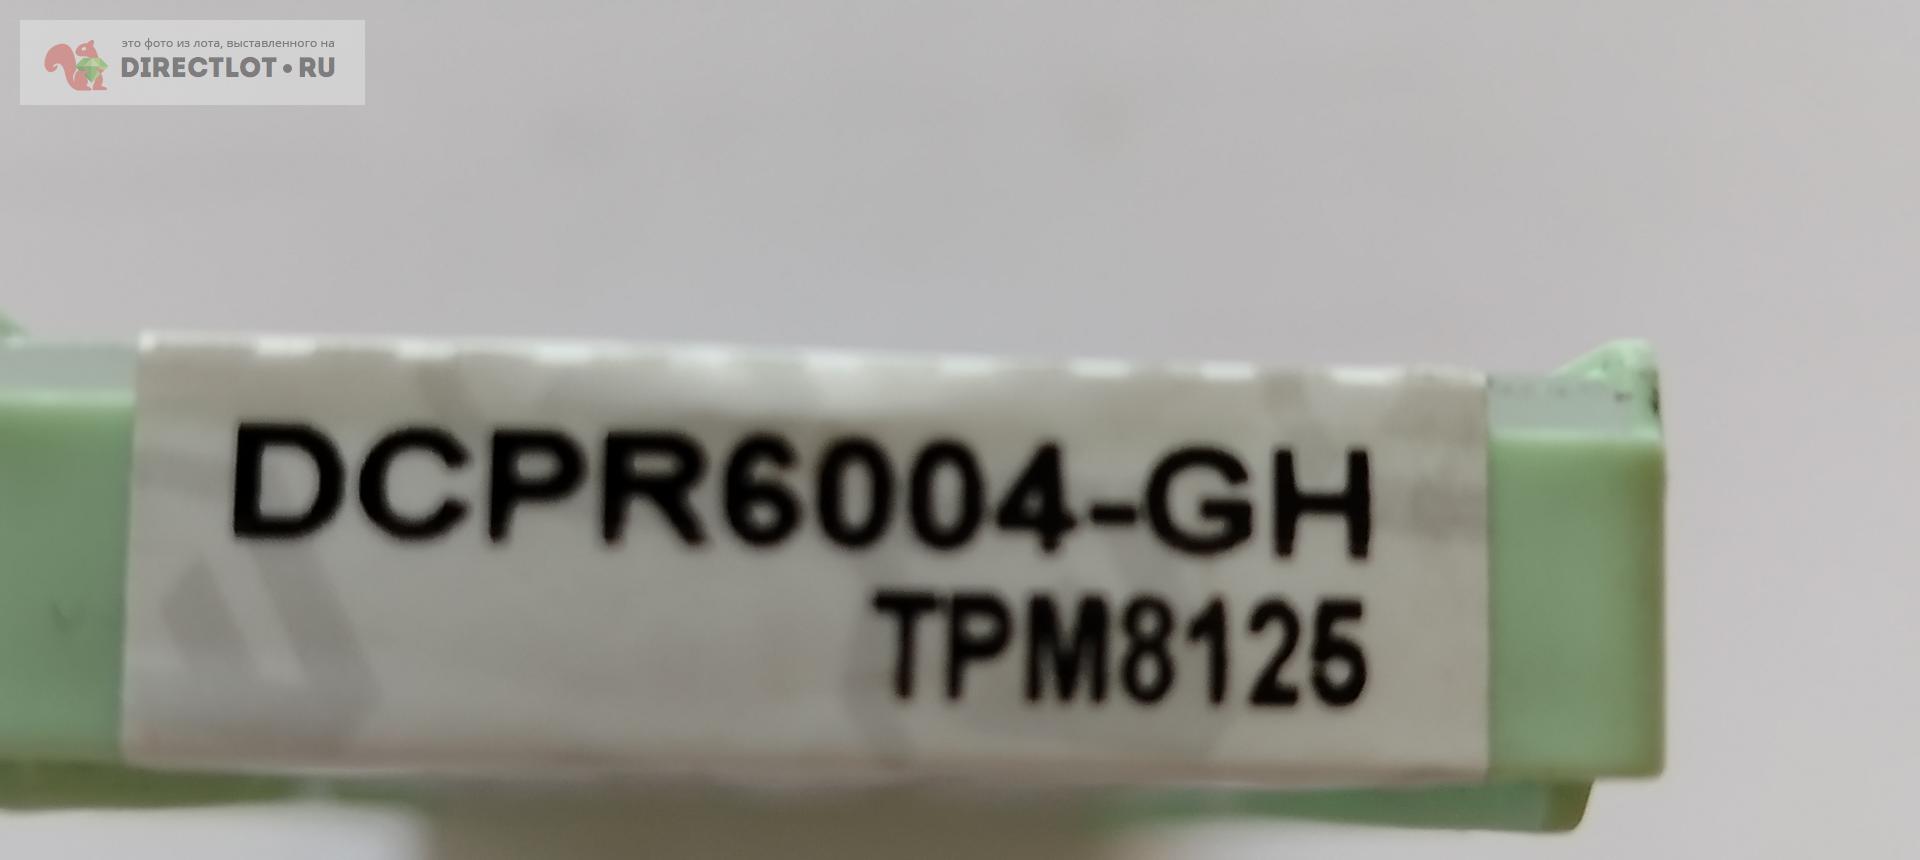 это фото из лота, выставленного на
DIRECTLOT•RU
DCPR6004-GH
TPM8125